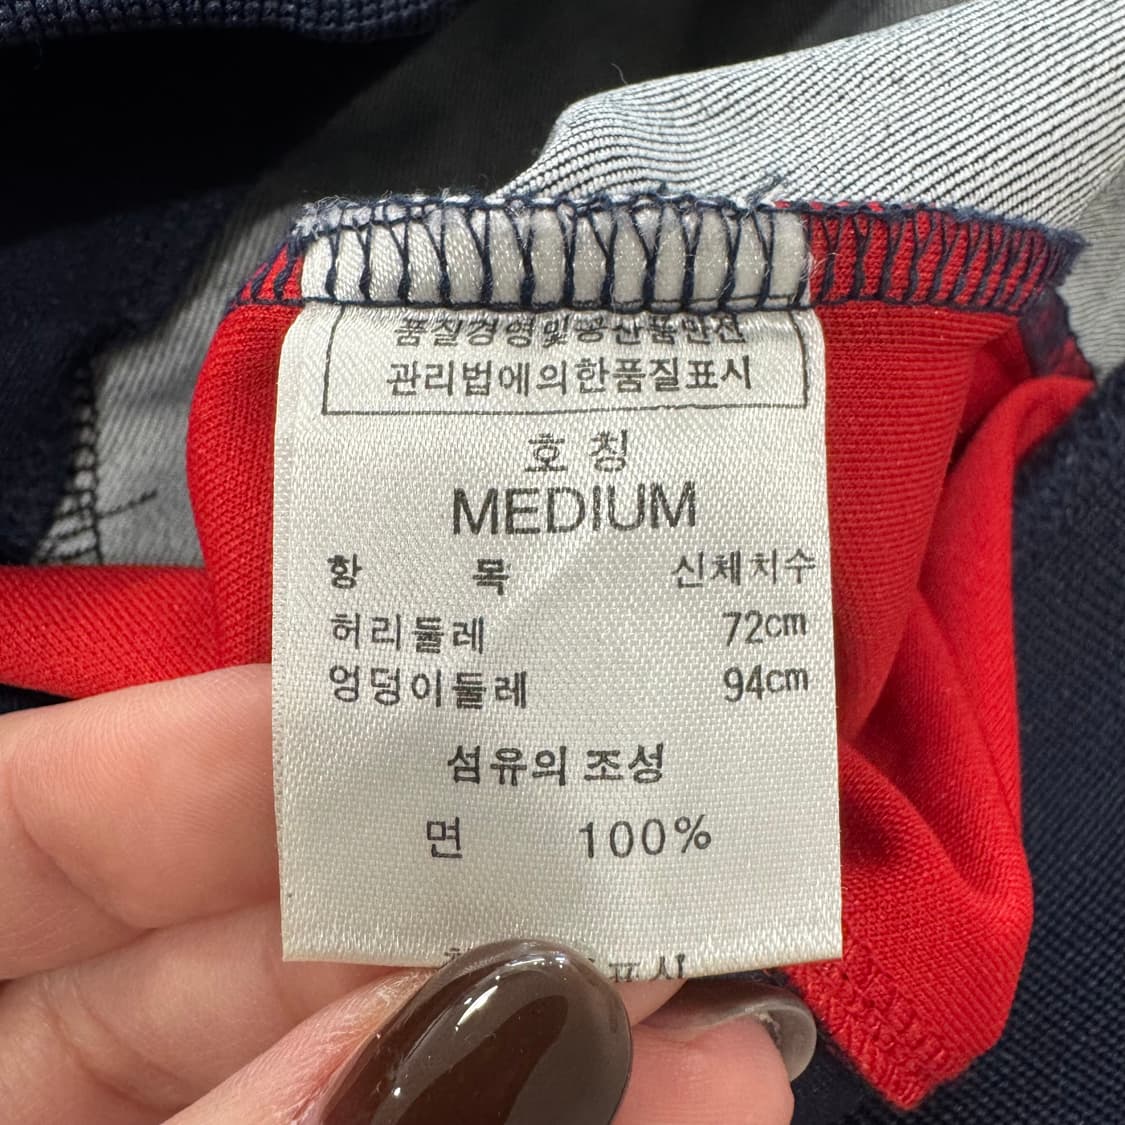 품질경영및공산품안전
관리법에의한품질표시
호 칭
MEDIUM
항 목 신체치수
허리둘레 72cm
엉덩이둘레 94cm
섬유의 조성
면 100%
표시